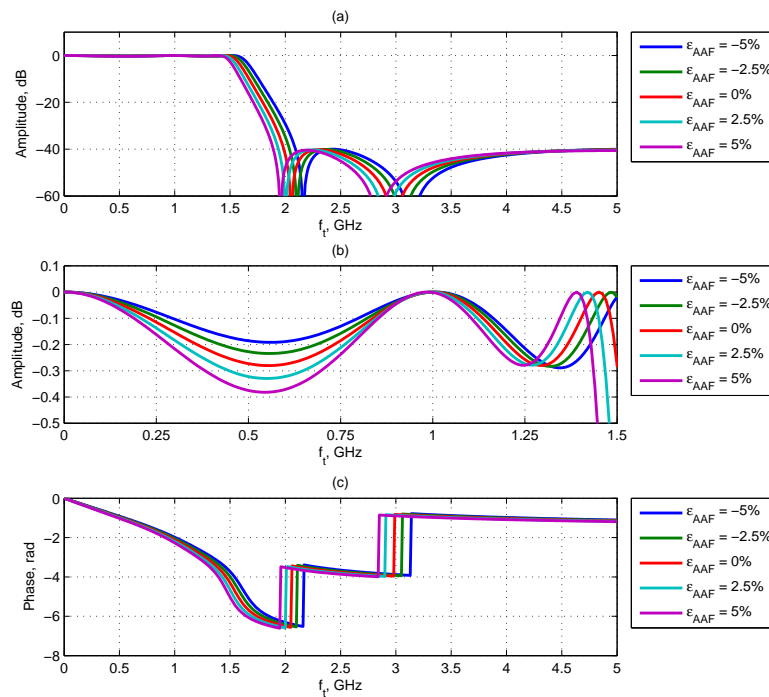 (a)
0
−20
−40
−60
Amplitude, dB
0 0.5 1 1.5 2 2.5 3 3.5 4 4.5 5
f_t, GHz
ε_AAF = −5%
ε_AAF = −2.5%
ε_AAF = 0%
ε_AAF = 2.5%
ε_AAF = 5%
(b)
0.1
0
−0.1
−0.2
−0.3
−0.4
−0.5
Amplitude, dB
0 0.25 0.5 0.75 1 1.25 1.5
f_t, GHz
ε_AAF = −5%
ε_AAF = −2.5%
ε_AAF = 0%
ε_AAF = 2.5%
ε_AAF = 5%
(c)
0
−2
−4
−6
−8
Phase, rad
0 0.5 1 1.5 2 2.5 3 3.5 4 4.5 5
f_t, GHz
ε_AAF = −5%
ε_AAF = −2.5%
ε_AAF = 0%
ε_AAF = 2.5%
ε_AAF = 5%